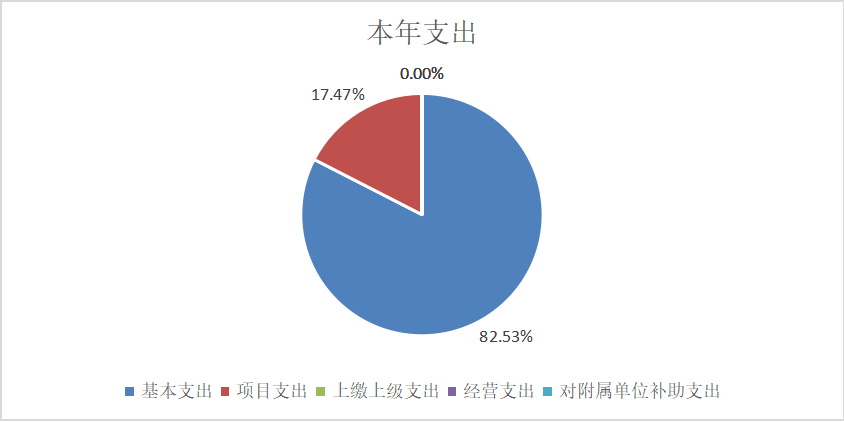 本年支出
0.00%
17.47%
82.53%
基本支出 项目支出 上缴上级支出 经营支出 对附属单位补助支出